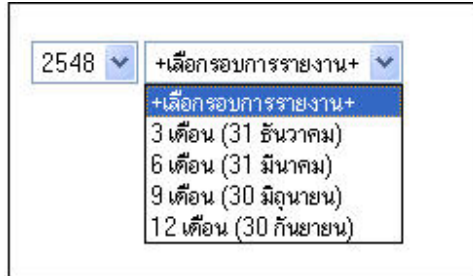 2548 +เลือกรอบการรายงาน+
+เลือกรอบการรายงาน+
3 เดือน (31 ธันวาคม)
6 เดือน (31 มีนาคม)
9 เดือน (30 มิถุนายน)
12 เดือน (30 กันยายน)